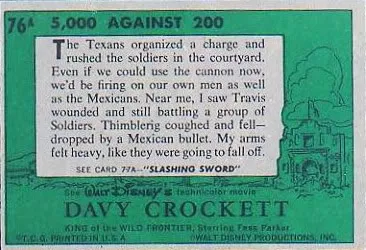 76A 5,000 AGAINST 200
The Texans organized a charge and
rushed the soldiers in the courtyard.
Even if we could use the cannon now,
we'd be firing on our own men as well
as the Mexicans. Near me, I saw Travis
wounded and still battling a group of
Soldiers. Thimblerig coughed and fell—
dropped by a Mexican bullet. My arms
felt heavy, like they were going to fall off.
SEE CARD 77A—"SLASHING SWORD"
See WALT DISNEY'S technicolor movie
DAVY CROCKETT
KING OF THE WILD FRONTIER, Starring Fess Parker
©T.C.G. PRINTED IN U.S.A. ©WALT DISNEY PRODUCTIONS, INC.